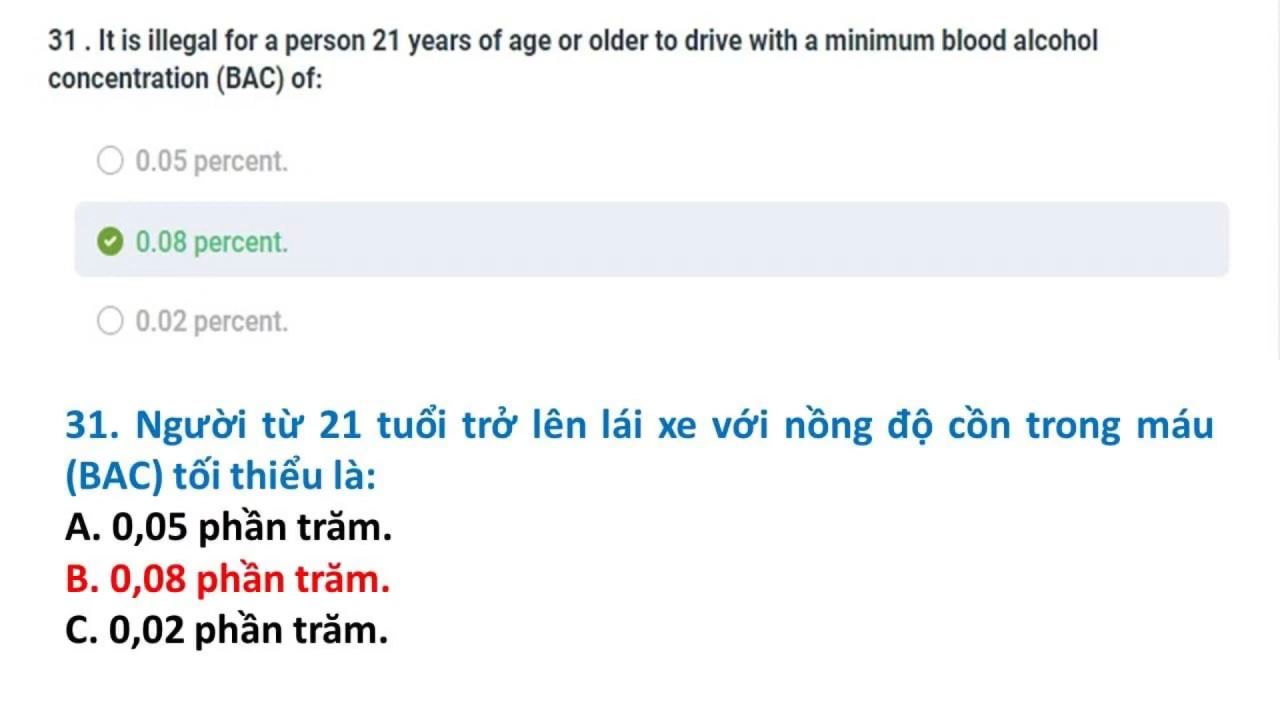 31 . It is illegal for a person 21 years of age or older to drive with a minimum blood alcohol
concentration (BAC) of:
0.05 percent.
0.08 percent.
0.02 percent.
31. Người từ 21 tuổi trở lên lái xe với nồng độ cồn trong máu
(BAC) tối thiểu là:
A. 0,05 phần trăm.
B. 0,08 phần trăm.
C. 0,02 phần trăm.